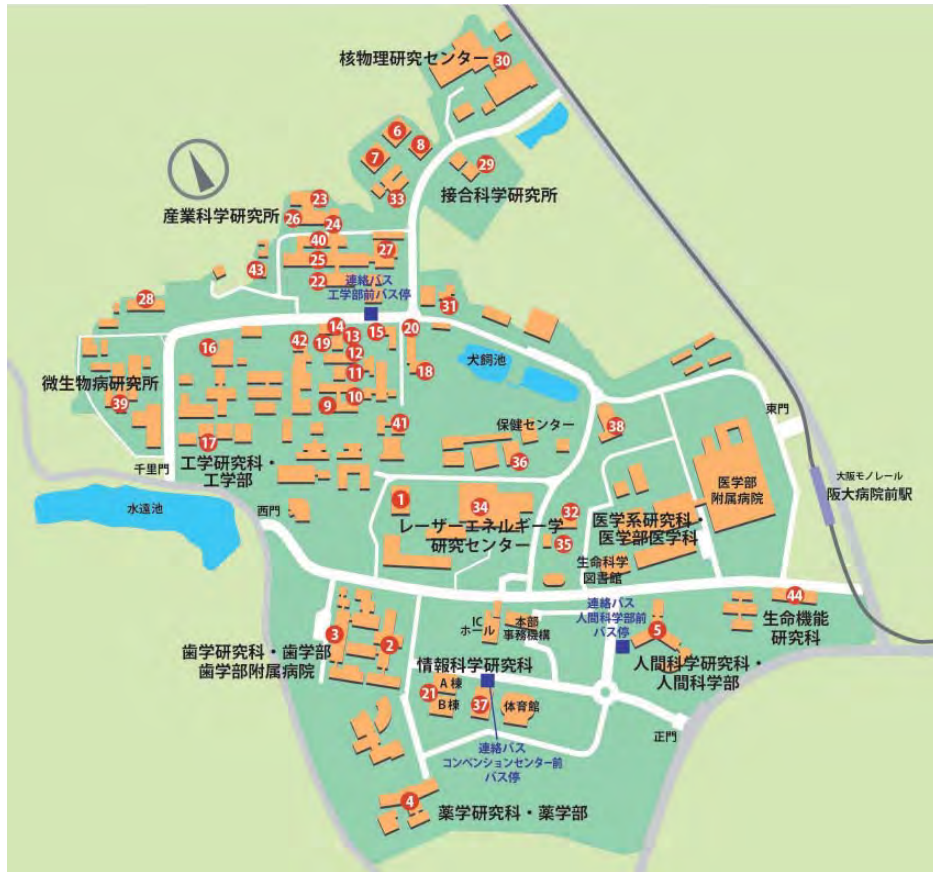 核物理研究センター
30
6
8
7
29
33
接合科学研究所
23
産業科学研究所
26
24
40
27
25
43
22
連絡バス
工学部前バス停
28
31
14
15
20
13
42
19
16
12
犬飼池
11
18
微生物病研究所
39
10
9
東門
41
保健センター
38
17
36
工学研究科・
工学部
千里門
医学部
附属病院
大阪モノレール
阪大病院前駅
水遠池
西門
1
34
32
レーザーエネルギー学
研究センター
医学系研究科・
医学部医学科
35
生命科学
図書館
44
連絡バス
人間科学部前
バス停
生命機能
研究科
IC
ホール
本部
事務機構
3
5
2
歯学研究科・歯学部
歯学部附属病院
情報科学研究科
人間科学研究科・
人間科学部
A棟
21
B棟
37
体育館
正門
連絡バス
コンベンションセンター前
バス停
4
薬学研究科・薬学部